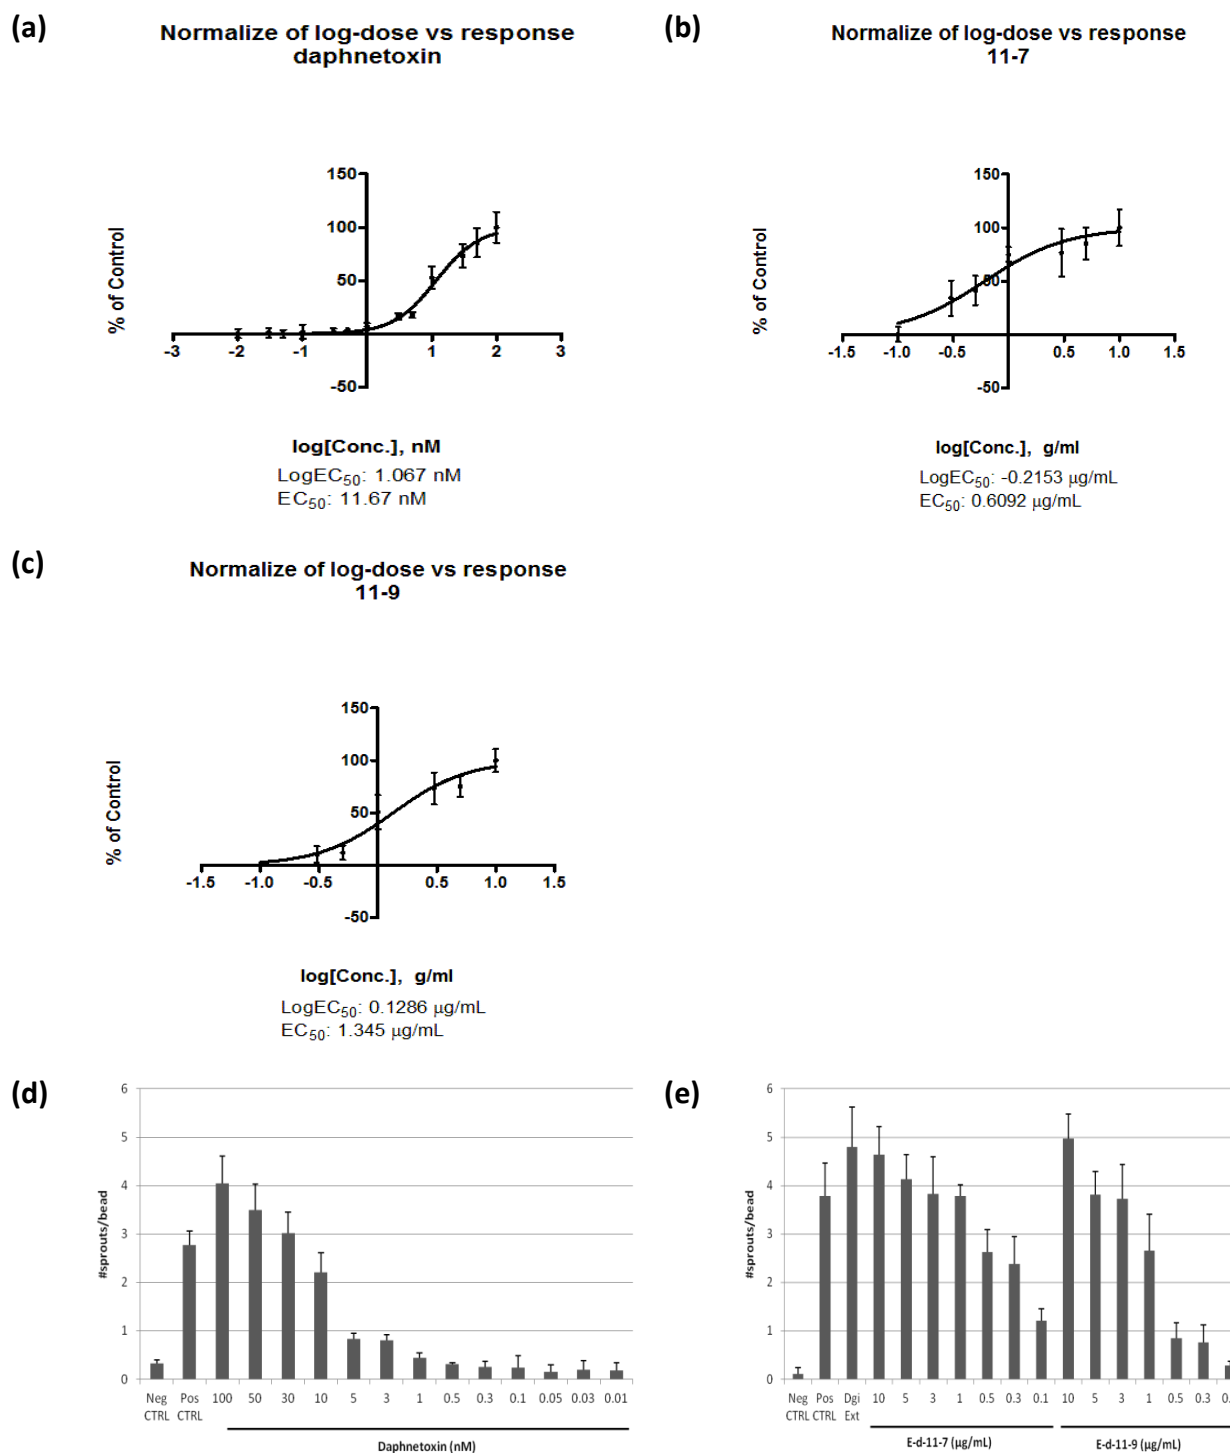 (a)
Normalize of log-dose vs response
daphnetoxin
% of Control
150
100
50
-50
-3
-2
-1
1
2
3
log[Conc.], nM
LogEC50: 1.067 nM
EC50: 11.67 nM
(b)
Normalize of log-dose vs response
11-7
% of Control
150
100
50
-50
-1.5
-1.0
-0.5
0.5
1.0
1.5
log[Conc.], g/ml
LogEC50: -0.2153 µg/mL
EC50: 0.6092 µg/mL
(c)
Normalize of log-dose vs response
11-9
% of Control
150
100
50
-50
-1.5
-1.0
-0.5
0.5
1.0
1.5
log[Conc.], g/ml
LogEC50: 0.1286 µg/mL
EC50: 1.345 µg/mL
(d)
#sprouts/bead
6
5
4
3
2
1
0
Neg Pos 100 50 30 10 5 3 1 0.5 0.3 0.1 0.05 0.03 0.01
CTRL CTRL
Daphnetoxin (nM)
(e)
#sprouts/bead
6
5
4
3
2
1
0
Neg Pos Dgi 10 5 3 1 0.5 0.3 0.1 10 5 3 1 0.5 0.3
CTRL CTRL Ext
E-d-11-7 (µg/mL) E-d-11-9 (µg/mL)